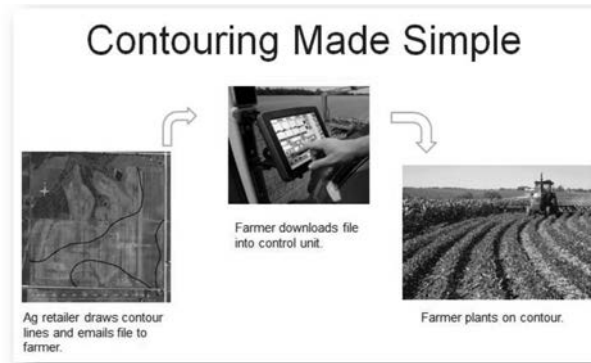 Contouring Made Simple
Farmer downloads file
into control unit.
Ag retailer draws contour
lines and emails file to
farmer.
Farmer plants on contour.